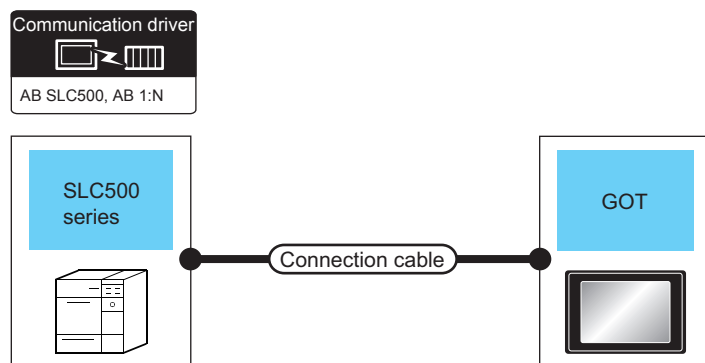 Communication driver
AB SLC500, AB 1:N
SLC500
series
Connection cable
GOT